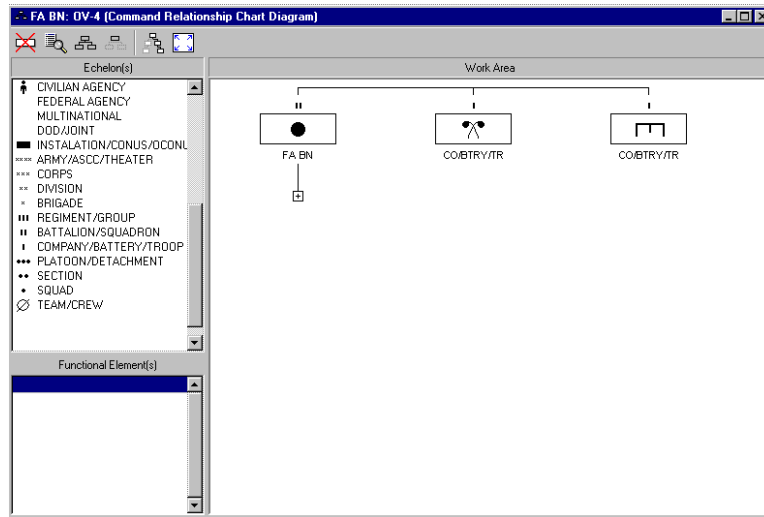 FA BN: OV-4 (Command Relationship Chart Diagram)
Echelon(s)
Work Area
CIVILIAN AGENCY
FEDERAL AGENCY
MULTINATIONAL
DOD/JOINT
INSTALATION/CONUS/OCONU
ARMY/ASCC/THEATER
CORPS
DIVISION
BRIGADE
REGIMENT/GROUP
BATTALION/SQUADRON
COMPANY/BATTERY/TROOP
PLATOON/DETACHMENT
SECTION
SQUAD
TEAM/CREW
Functional Element(s)
FA BN
CO/BTRY/TR
CO/BTRY/TR